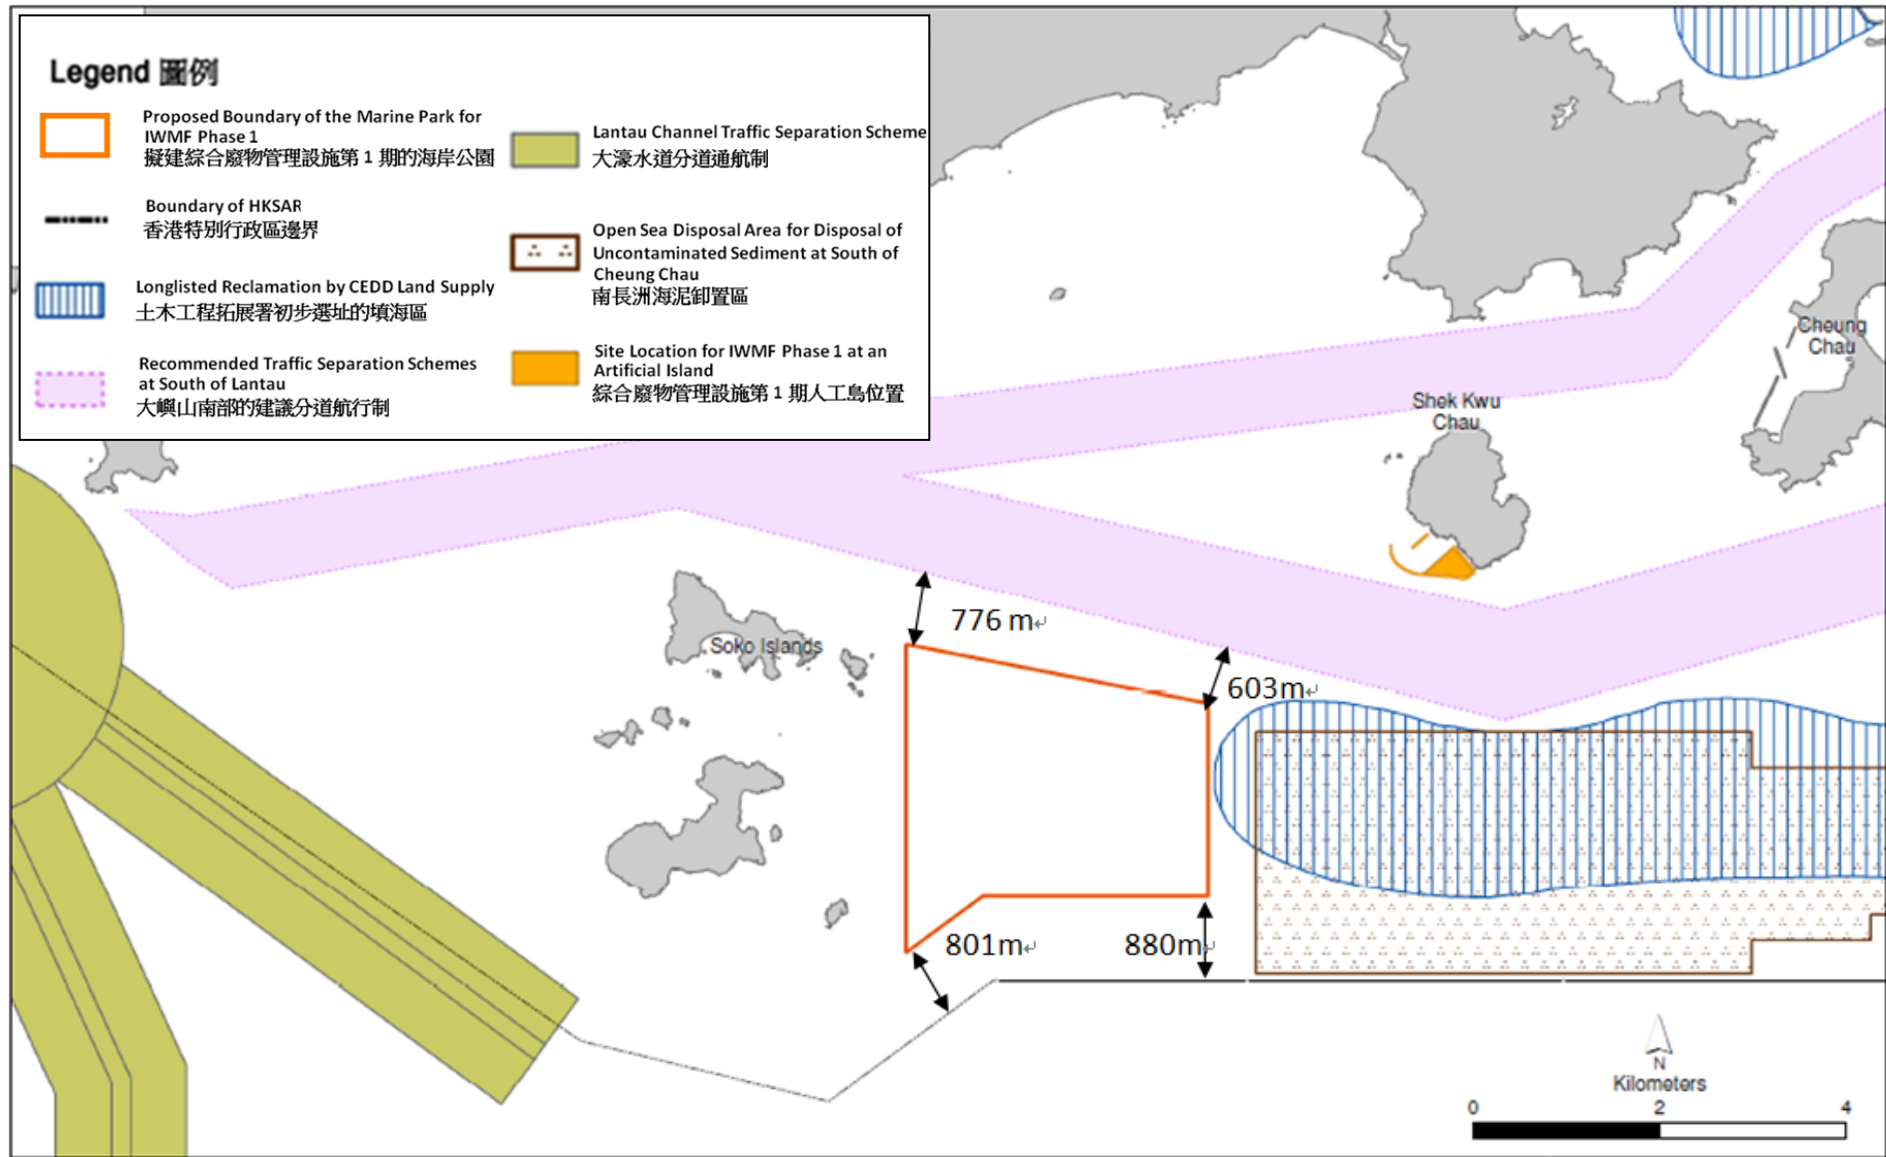 Legend 圖例
Proposed Boundary of the Marine Park for
IWMF Phase 1
擬建綜合廢物管理設施第 1 期的海岸公園
Boundary of HKSAR
香港特別行政區邊界
Longlisted Reclamation by CEDD Land Supply
土木工程拓展署初步選址的填海區
Recommended Traffic Separation Schemes
at South of Lantau
大嶼山南部的建議分道航行制
Lantau Channel Traffic Separation Scheme
大濠水道分道通航制
Open Sea Disposal Area for Disposal of
Uncontaminated Sediment at South of
Cheung Chau
南長洲海泥卸置區
Site Location for IWMF Phase 1 at an
Artificial Island
綜合廢物管理設施第 1 期人工島位置
Cheung
Chau
Shek Kwu
Chau
Soko Islands
776 m
603m
801m
880m
N
Kilometers
0 2 4